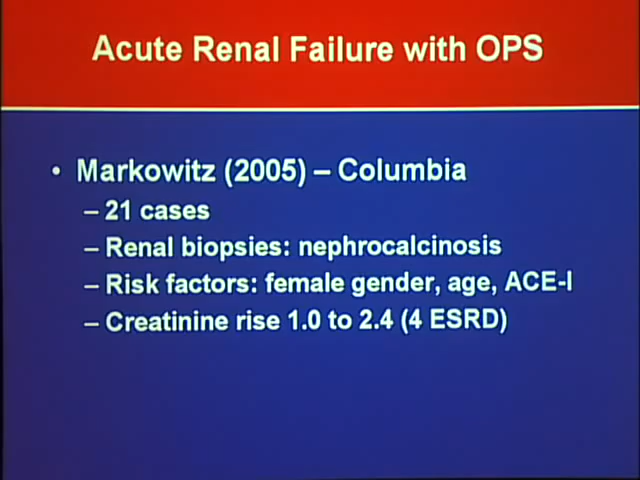 Acute Renal Failure with OPS
• Markowitz (2005) – Columbia
– 21 cases
– Renal biopsies: nephrocalcinosis
– Risk factors: female gender, age, ACE-I
– Creatinine rise 1.0 to 2.4 (4 ESRD)